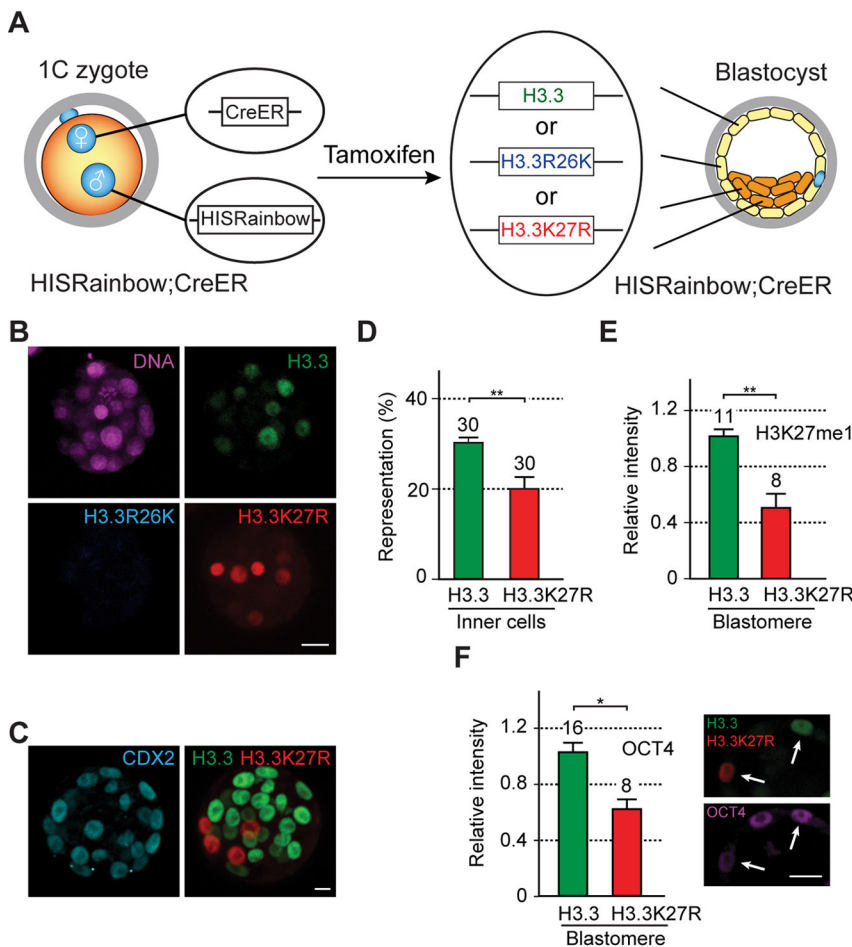 A
1C zygote
♀
♂
CreER
HISRainbow
HISRainbow;CreER
Tamoxifen
H3.3
or
H3.3R26K
or
H3.3K27R
Blastocyst
HISRainbow;CreER
B
DNA
H3.3
H3.3R26K
H3.3K27R
C
CDX2
H3.3 H3.3K27R
D
Representation (%)
40
20
0
**
30
30
H3.3 H3.3K27R
Inner cells
E
Relative intensity
1.2
0.8
0.4
0
**
11
8
H3K27me1
H3.3 H3.3K27R
Blastomere
F
Relative intensity
1.2
0.8
0.4
0
*
16
8
OCT4
H3.3 H3.3K27R
Blastomere
H3.3
H3.3K27R
OCT4